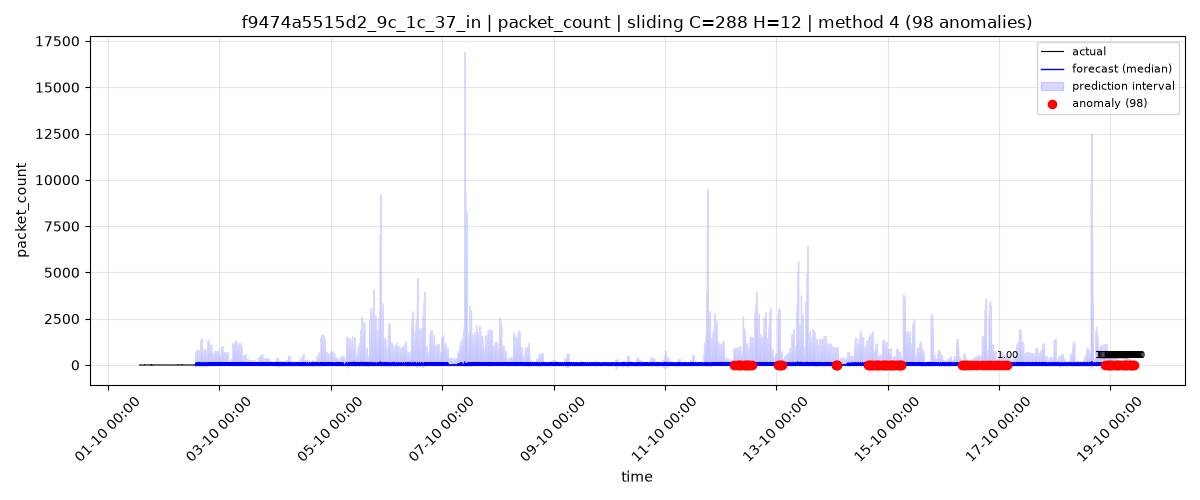 f9474a5515d2_9c_1c_37_in | packet_count | sliding C=288 H=12 | method 4 (98 anomalies)
actual
forecast (median)
prediction interval
anomaly (98)
packet_count
17500
15000
12500
10000
7500
5000
2500
0
1.00
01-10 00:00
03-10 00:00
05-10 00:00
07-10 00:00
09-10 00:00
11-10 00:00
13-10 00:00
15-10 00:00
17-10 00:00
19-10 00:00
time